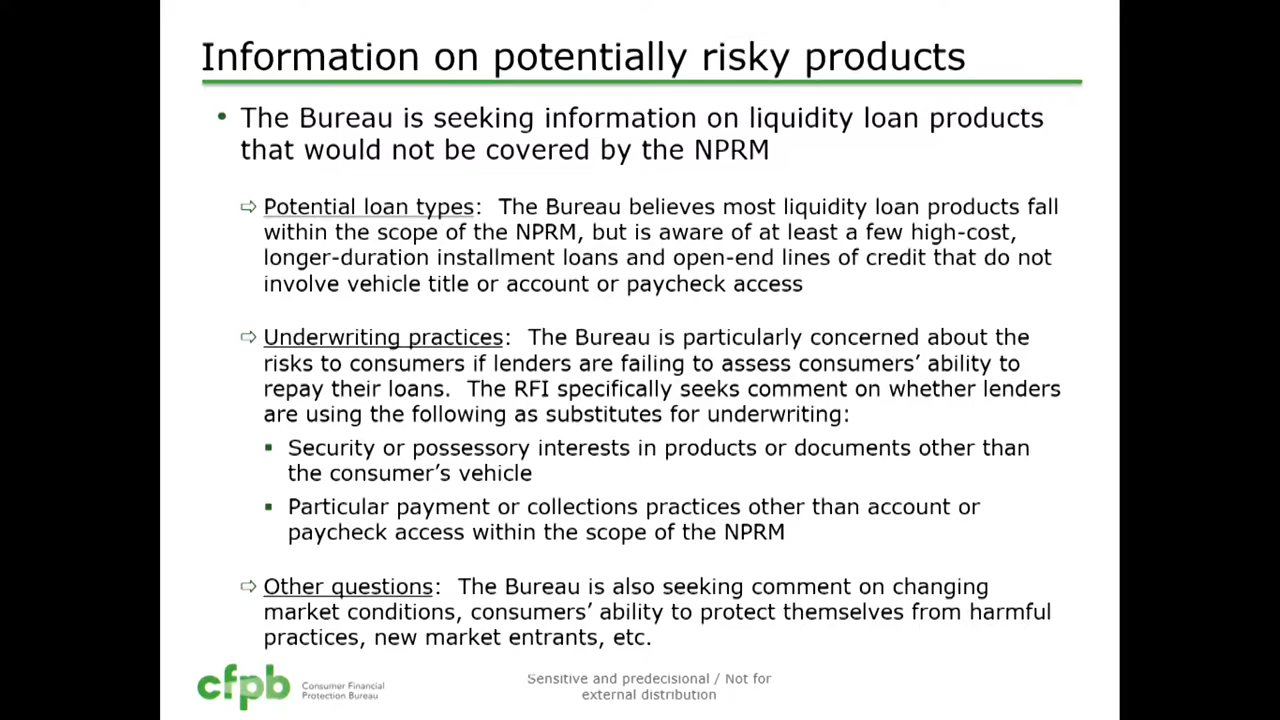 Information on potentially risky products
• The Bureau is seeking information on liquidity loan products
that would not be covered by the NPRM
⇨ Potential loan types:  The Bureau believes most liquidity loan products fall
within the scope of the NPRM, but is aware of at least a few high-cost,
longer-duration installment loans and open-end lines of credit that do not
involve vehicle title or account or paycheck access
⇨ Underwriting practices:  The Bureau is particularly concerned about the
risks to consumers if lenders are failing to assess consumers’ ability to
repay their loans.  The RFI specifically seeks comment on whether lenders
are using the following as substitutes for underwriting:
▪ Security or possessory interests in products or documents other than
the consumer’s vehicle
▪ Particular payment or collections practices other than account or
paycheck access within the scope of the NPRM
⇨ Other questions:  The Bureau is also seeking comment on changing
market conditions, consumers’ ability to protect themselves from harmful
practices, new market entrants, etc.
cfpb
Consumer Financial
Protection Bureau
Sensitive and predecisional / Not for
external distribution